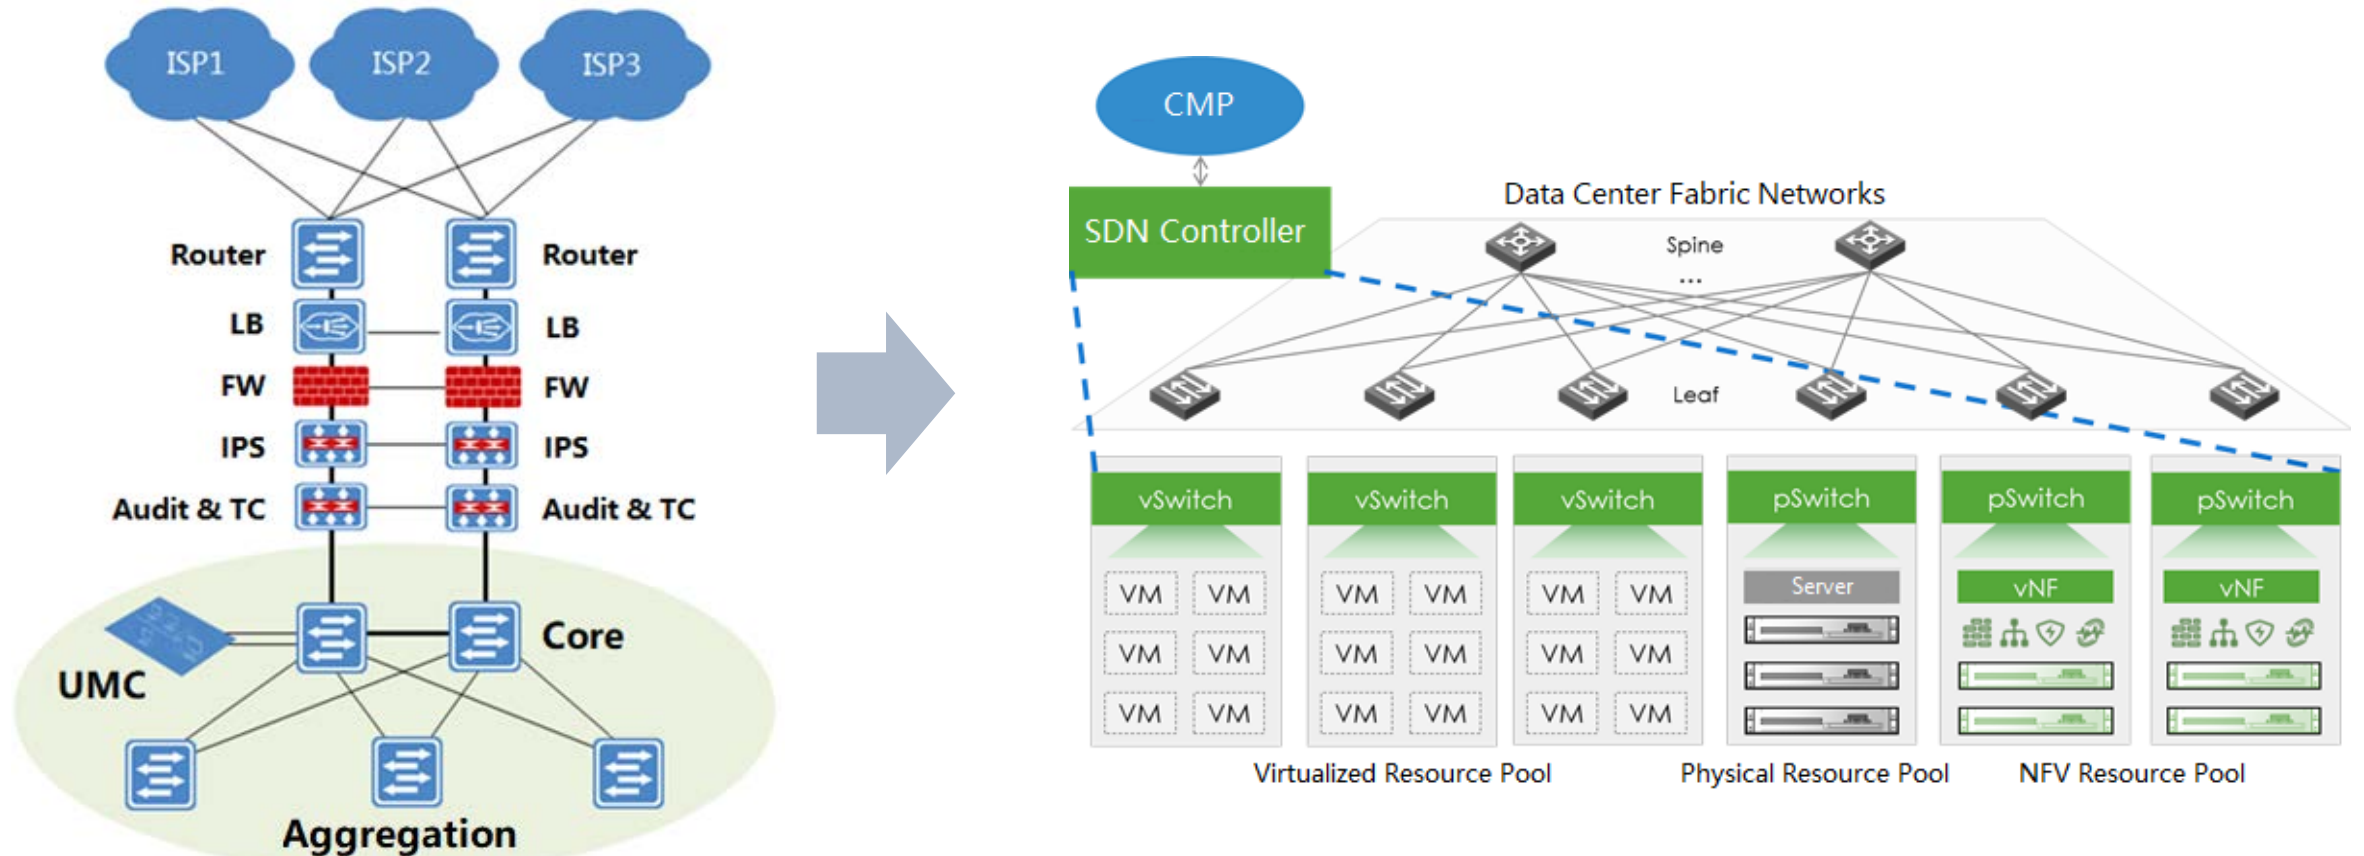 ISP1
ISP2
ISP3
Router
Router
LB
LB
FW
FW
IPS
IPS
Audit & TC
Audit & TC
UMC
Core
Aggregation
CMP
SDN Controller
Data Center Fabric Networks
Spine
...
Leaf
vSwitch
vSwitch
vSwitch
pSwitch
pSwitch
pSwitch
Server
vNF
vNF
VM VM VM VM VM VM
VM VM VM VM VM VM
VM VM VM VM VM VM
Virtualized Resource Pool
Physical Resource Pool
NFV Resource Pool